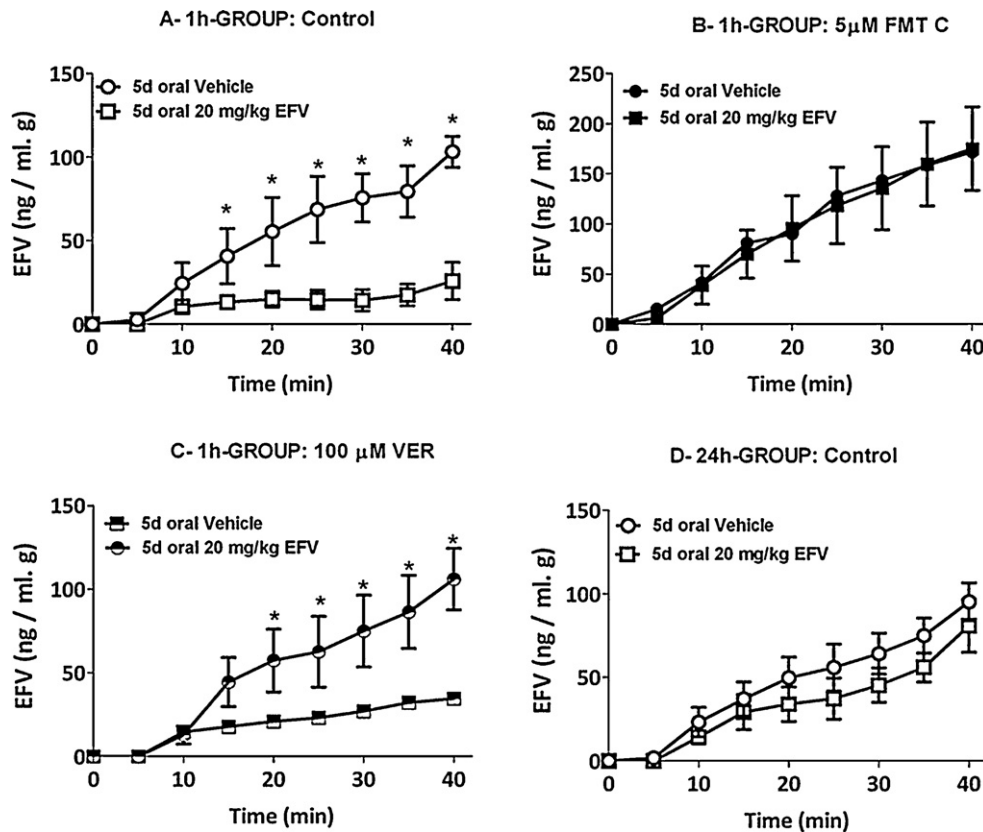 A- 1h-GROUP: Control
5d oral Vehicle
5d oral 20 mg/kg EFV
EFV (ng / ml. g)
150
100
50
0
* * * * * *
0 10 20 30 40
Time (min)
B- 1h-GROUP: 5μM FMT C
5d oral Vehicle
5d oral 20 mg/kg EFV
EFV (ng / ml. g)
250
200
150
100
50
0
0 10 20 30 40
Time (min)
C- 1h-GROUP: 100 μM VER
5d oral Vehicle
5d oral 20 mg/kg EFV
EFV (ng / ml. g)
150
100
50
0
* * * * *
0 10 20 30 40
Time (min)
D- 24h-GROUP: Control
5d oral Vehicle
5d oral 20 mg/kg EFV
EFV (ng / ml. g)
150
100
50
0
0 10 20 30 40
Time (min)